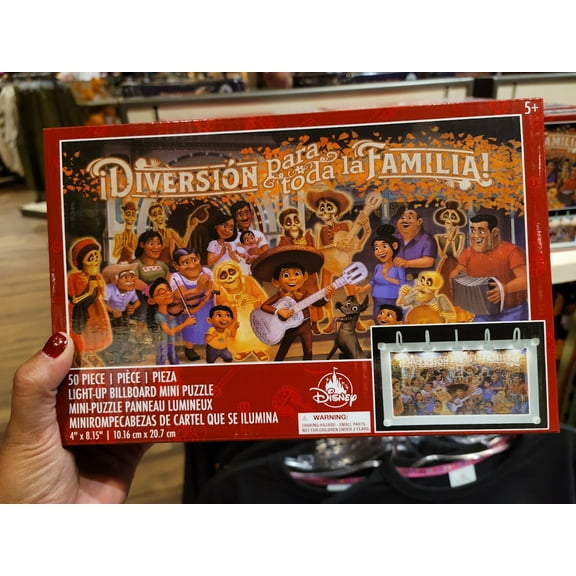 5+
¡DIVERSIÓN para toda la FAMILIA!
50 PIECE | PIÈCE | PIEZA
LIGHT-UP BILLBOARD MINI PUZZLE
MINI-PUZZLE PANNEAU LUMINEUX
MINIROMPECABEZAS DE CARTEL QUE SE ILUMINA
4" x 8.15" | 10.16 cm x 20.7 cm
Disney
WARNING:
CHOKING HAZARD - SMALL PARTS.
NOT FOR CHILDREN UNDER 3 YEARS.